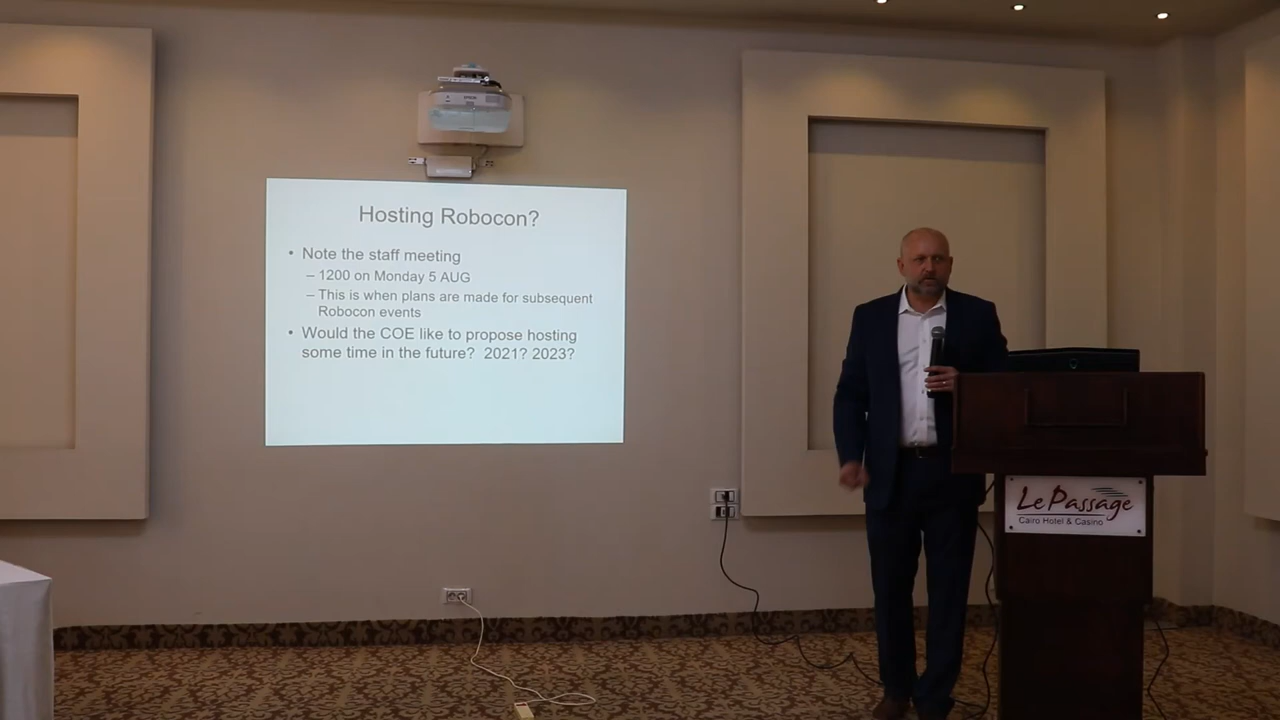 EPSON
Hosting Robocon?
• Note the staff meeting
– 1200 on Monday 5 AUG
– This is when plans are made for subsequent
Robocon events
• Would the COE like to propose hosting
some time in the future? 2021? 2023?
Le Passage
Cairo Hotel & Casino